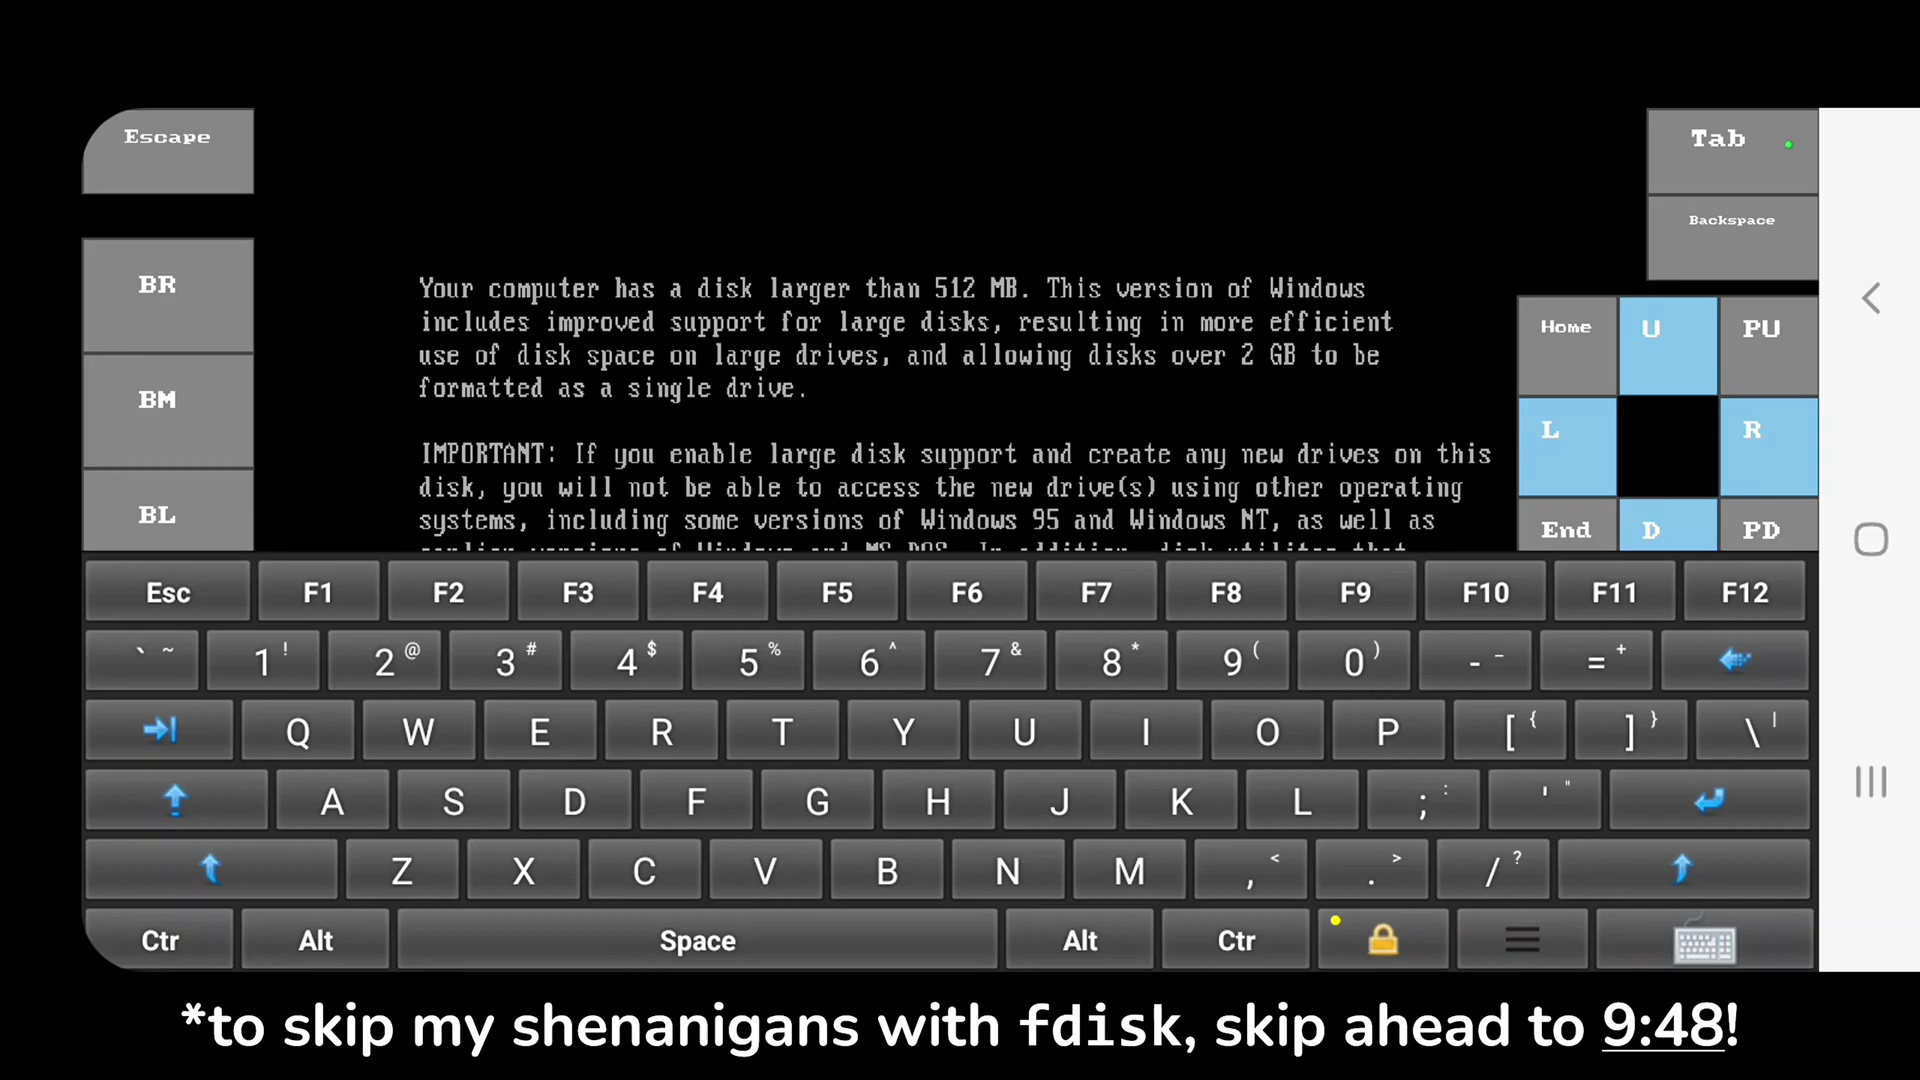 Escape
Tab
Backspace
BR
BM
BL
Your computer has a disk larger than 512 MB. This version of Windows
includes improved support for large disks, resulting in more efficient
use of disk space on large drives, and allowing disks over 2 GB to be
formatted as a single drive.
IMPORTANT: If you enable large disk support and create any new drives on this
disk, you will not be able to access the new drive(s) using other operating
systems, including some versions of Windows 95 and Windows NT, as well as
Home U PU
L R
End D PD
Esc F1 F2 F3 F4 F5 F6 F7 F8 F9 F10 F11 F12
` ~ 1 ! 2 @ 3 # 4 $ 5 % 6 ^ 7 & 8 * 9 ( 0 ) - _ = +
Q W E R T Y U I O P [ { ] } \ |
A S D F G H J K L ; : ' "
Z X C V B N M , < . > / ?
Ctr Alt Space Alt Ctr
*to skip my shenanigans with fdisk, skip ahead to 9:48!